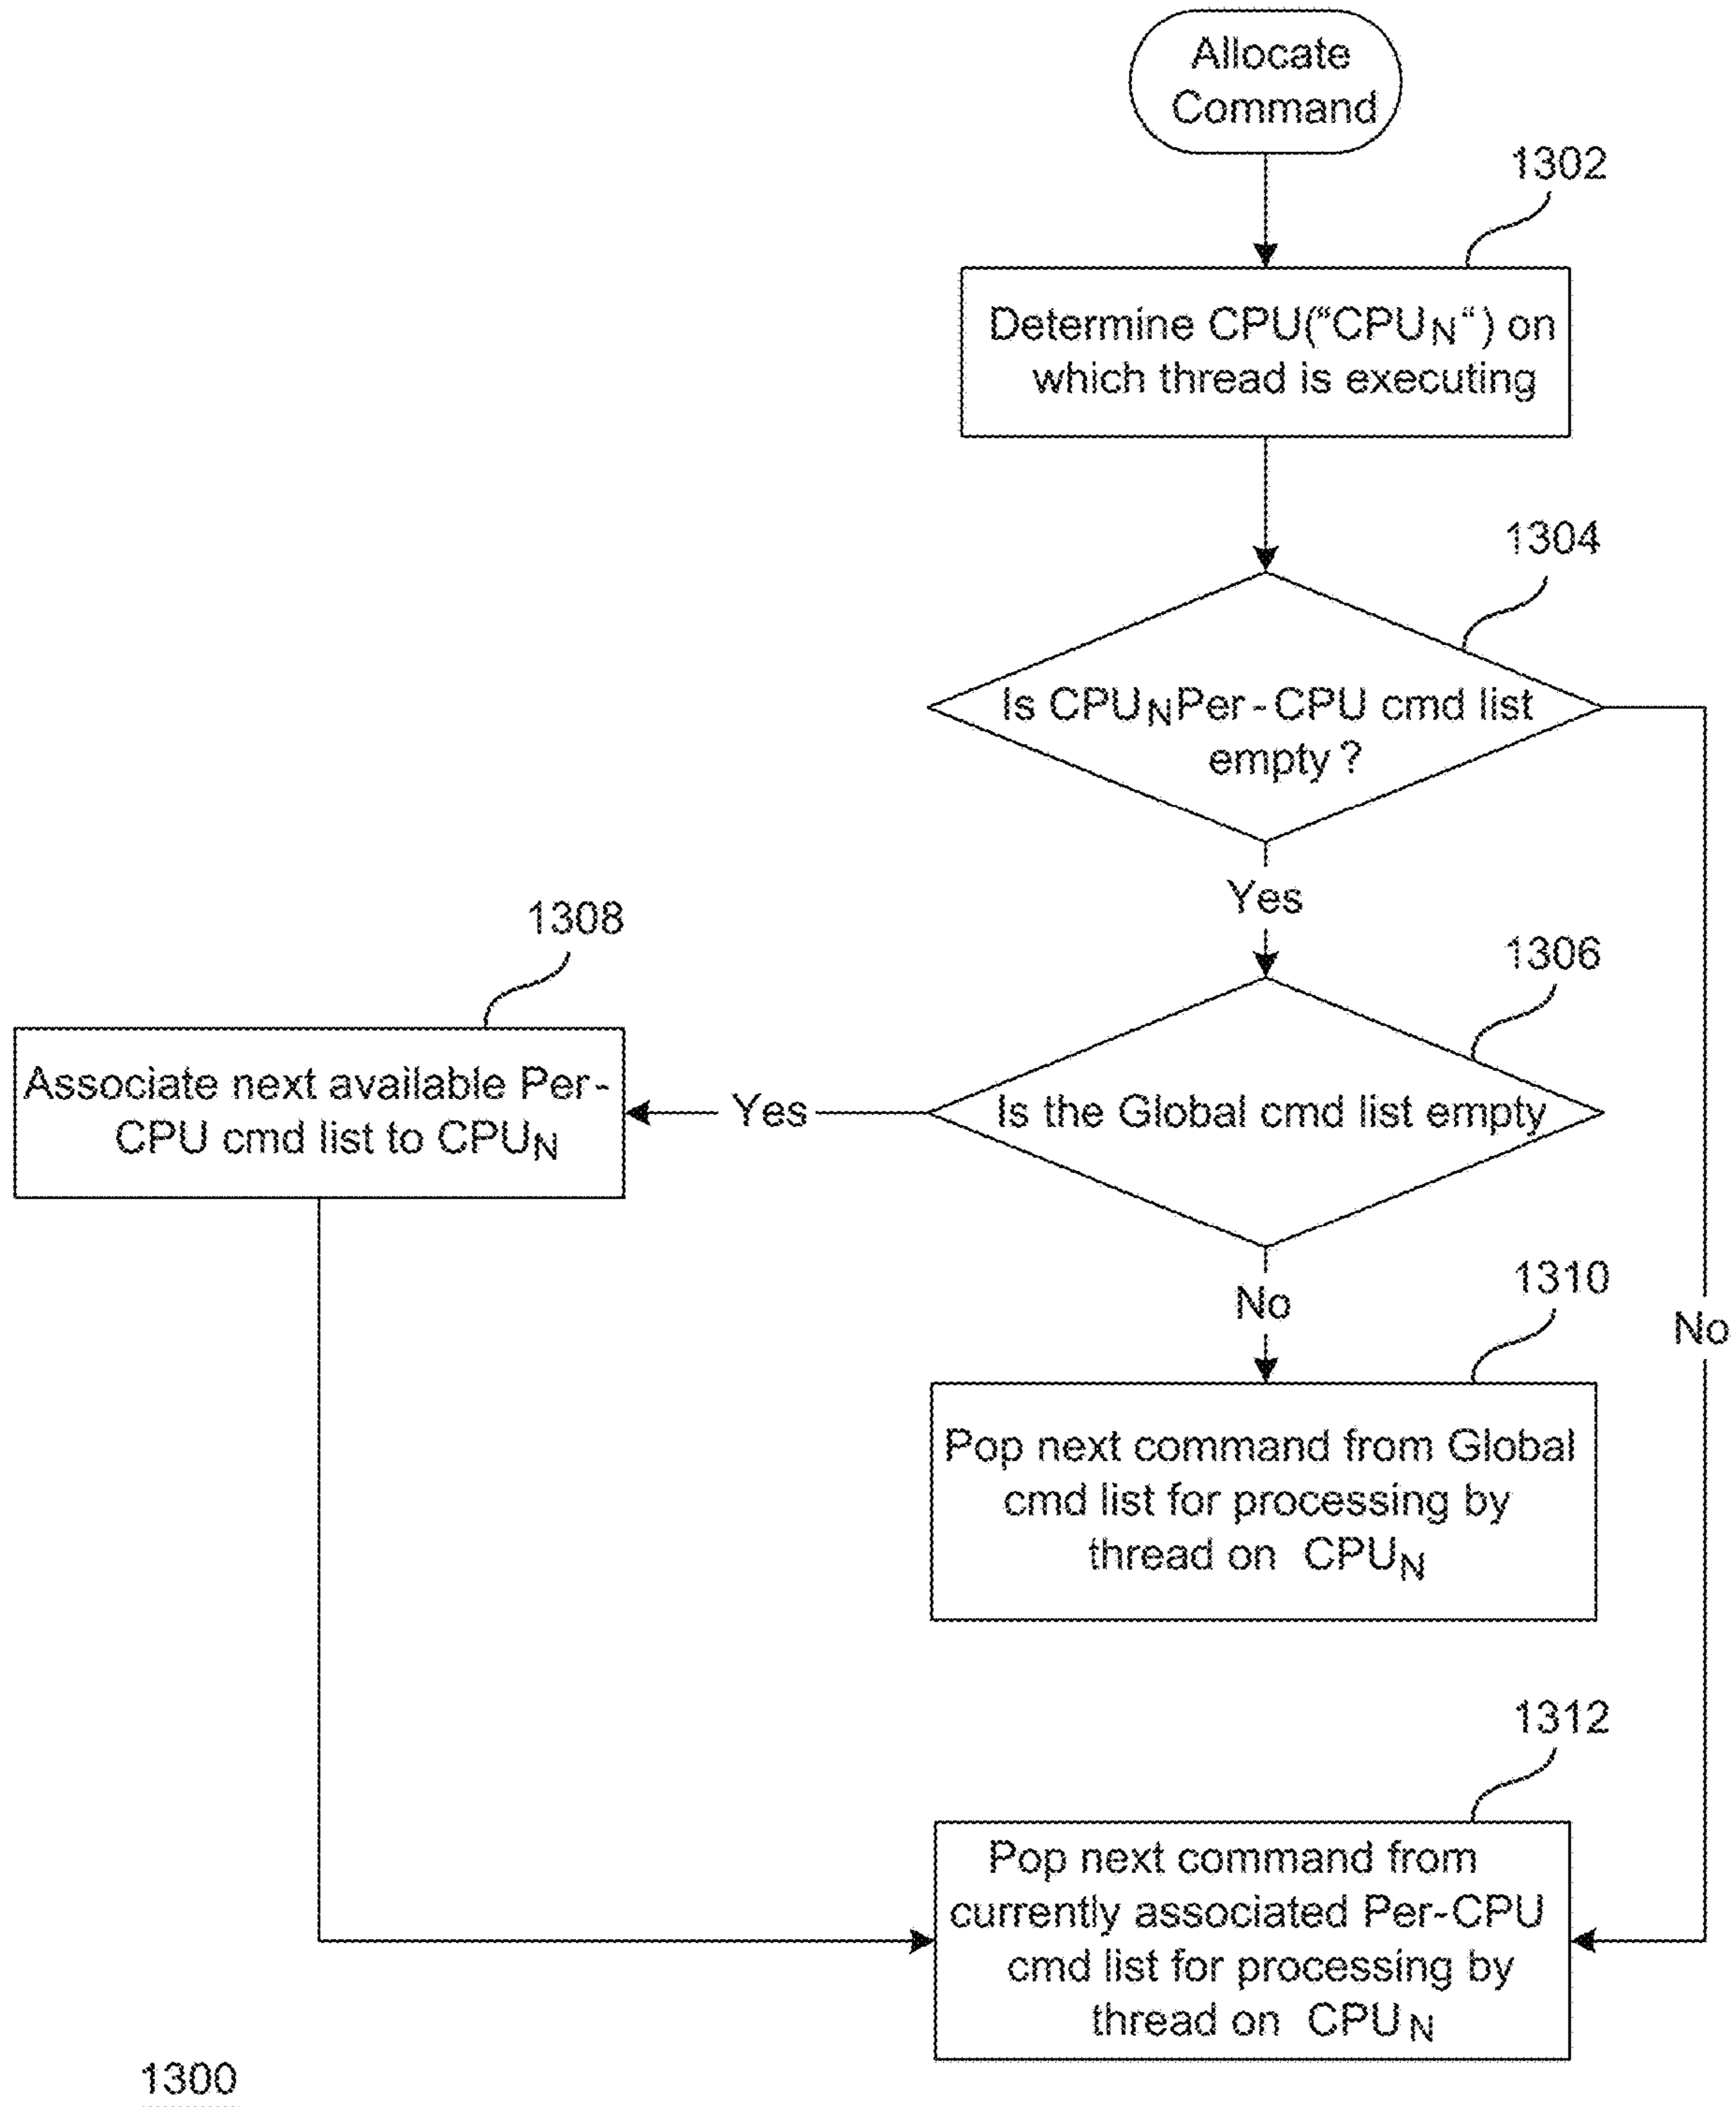 Allocate
Command
1302
Determine CPU("CPUN“) on
which thread is executing
1304
Is CPUNPer-CPU cmd list
empty?
Yes
1308
1306
Associate next available Per-
CPU cmd list to CPUN
Yes
Is the Global cmd list empty
1310
No
No
Pop next command from Global
cmd list for processing by
thread on CPUN
1312
Pop next command from
currently associated Per-CPU
cmd list for processing by
thread on CPUN
1300